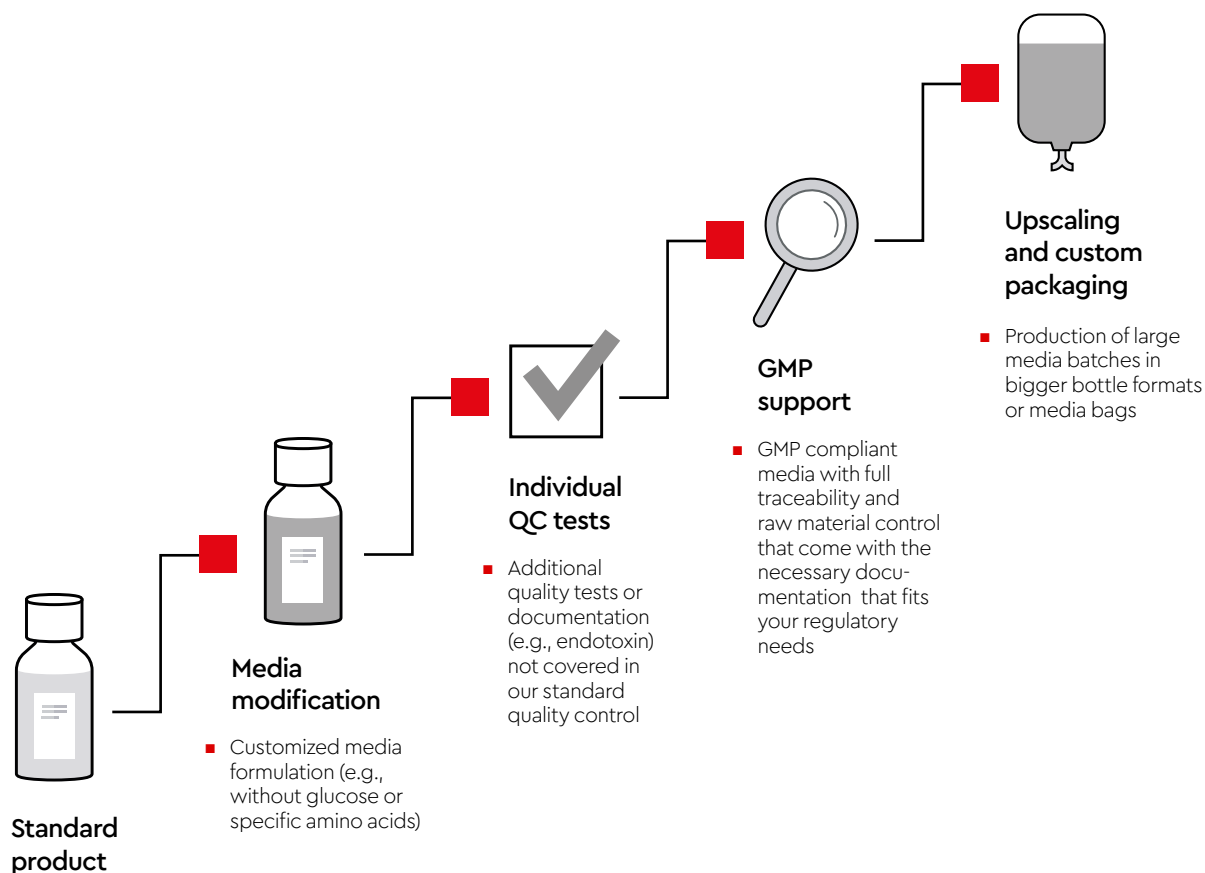 Standard
product
Media
modification
Customized media
formulation (e.g.,
without glucose or
specific amino acids)
Individual
QC tests
Additional
quality tests or
documentation
(e.g., endotoxin)
not covered in
our standard
quality control
GMP
support
GMP compliant
media with full
traceability and
raw material control
that come with the
necessary docu-
mentation  that fits
your regulatory
needs
Upscaling
and custom
packaging
Production of large
media batches in
bigger bottle formats
or media bags